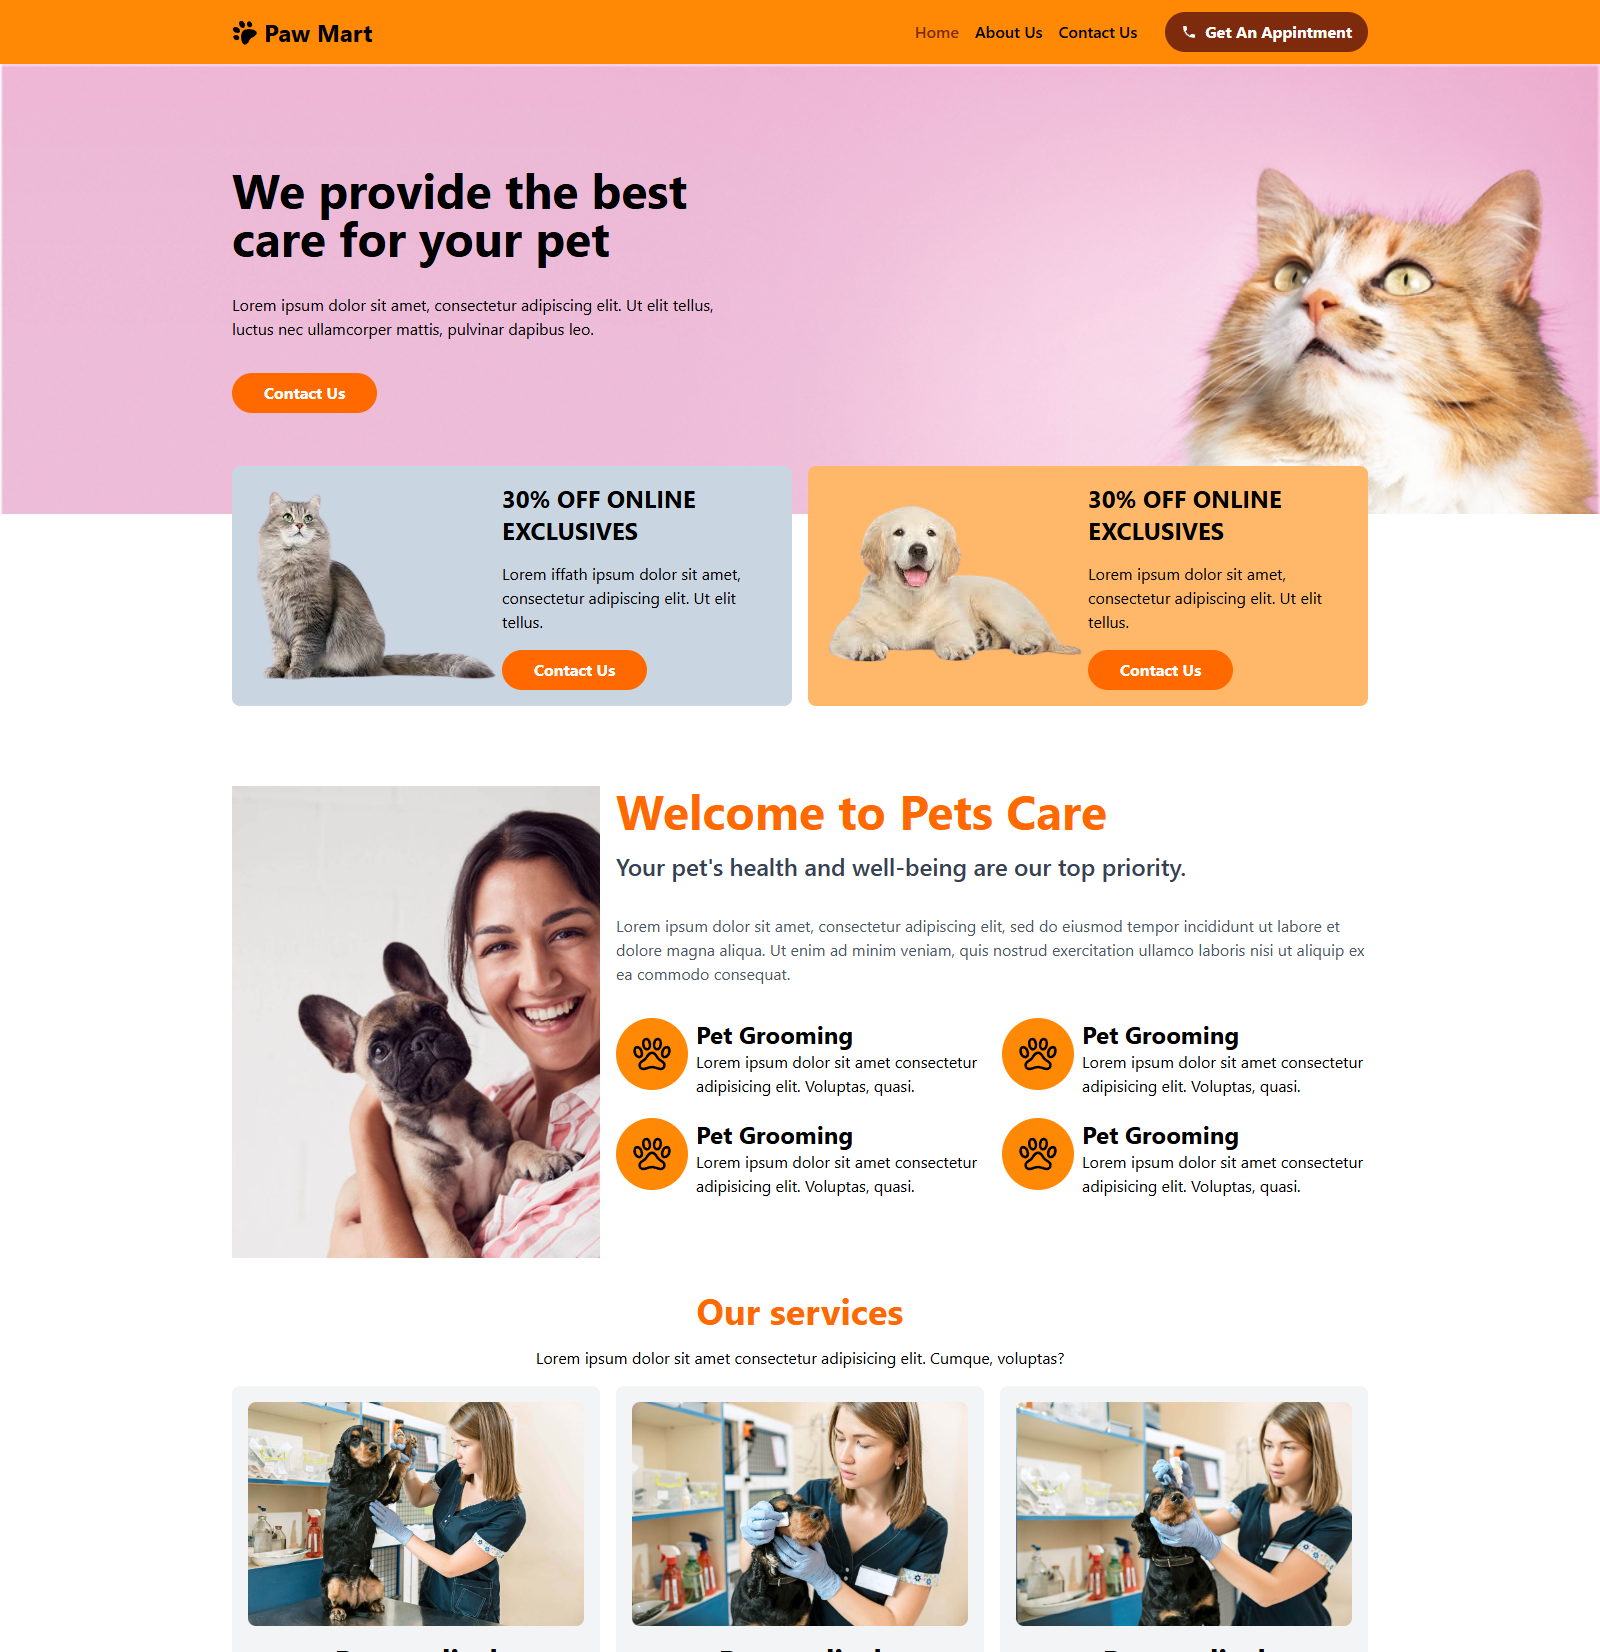 Paw Mart
Home About Us Contact Us
Get An Appintment
We provide the best
care for your pet
Lorem ipsum dolor sit amet, consectetur adipiscing elit. Ut elit tellus,
luctus nec ullamcorper mattis, pulvinar dapibus leo.
Contact Us
30% OFF ONLINE
EXCLUSIVES
Lorem iffath ipsum dolor sit amet,
consectetur adipiscing elit. Ut elit
tellus.
Contact Us
30% OFF ONLINE
EXCLUSIVES
Lorem ipsum dolor sit amet,
consectetur adipiscing elit. Ut elit
tellus.
Contact Us
Welcome to Pets Care
Your pet's health and well-being are our top priority.
Lorem ipsum dolor sit amet, consectetur adipiscing elit, sed do eiusmod tempor incididunt ut labore et
dolore magna aliqua. Ut enim ad minim veniam, quis nostrud exercitation ullamco laboris nisi ut aliquip ex
ea commodo consequat.
Pet Grooming
Lorem ipsum dolor sit amet consectetur
adipisicing elit. Voluptas, quasi.
Pet Grooming
Lorem ipsum dolor sit amet consectetur
adipisicing elit. Voluptas, quasi.
Pet Grooming
Lorem ipsum dolor sit amet consectetur
adipisicing elit. Voluptas, quasi.
Pet Grooming
Lorem ipsum dolor sit amet consectetur
adipisicing elit. Voluptas, quasi.
Our services
Lorem ipsum dolor sit amet consectetur adipisicing elit. Cumque, voluptas?